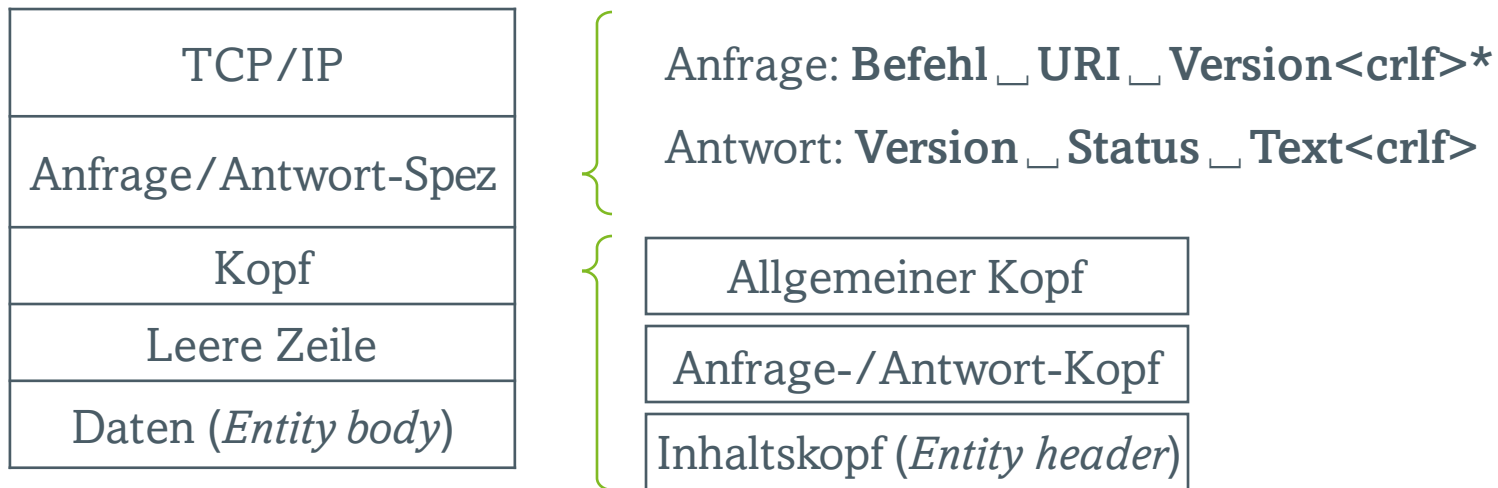 TCP/IP
Anfrage/Antwort-Spez
Kopf
Leere Zeile
Daten (Entity body)
Anfrage: Befehl ⎵ URI ⎵ Version<crlf>*
Antwort: Version ⎵ Status ⎵ Text<crlf>
Allgemeiner Kopf
Anfrage-/Antwort-Kopf
Inhaltskopf (Entity header)